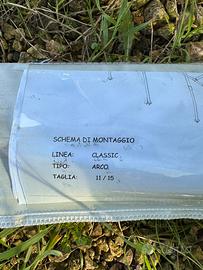 SCHEMA DI MONTAGGIO
LINEA: CLASSIC
TIPO: ARCO
TAGLIA: 11 / 15